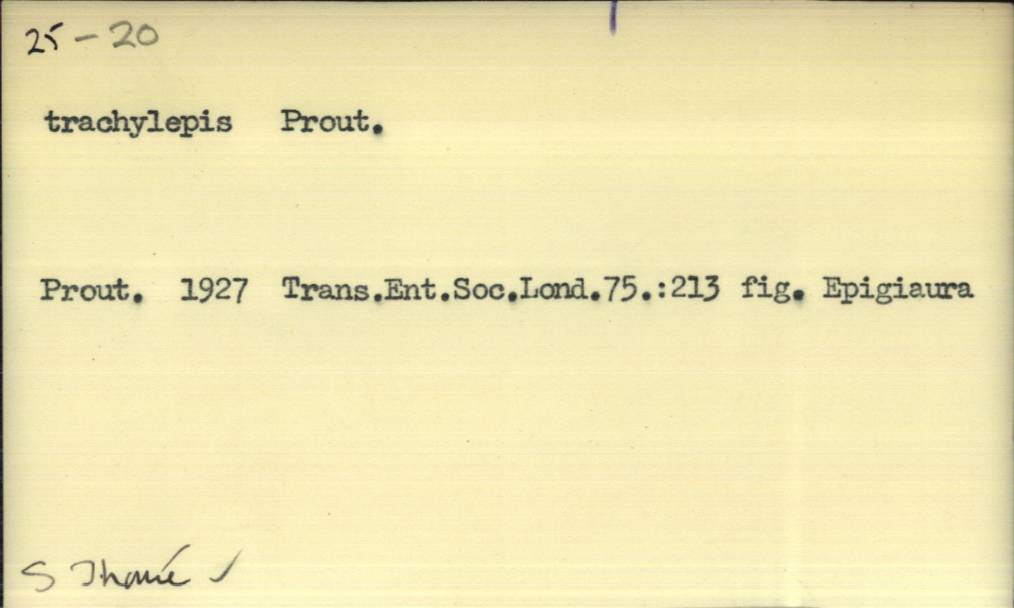 25-20
trachylepis Prout.
Prout. 1927 Trans.Ent.Soc.Lond.75.:213 fig. Epigiaura
S Thomé ✓